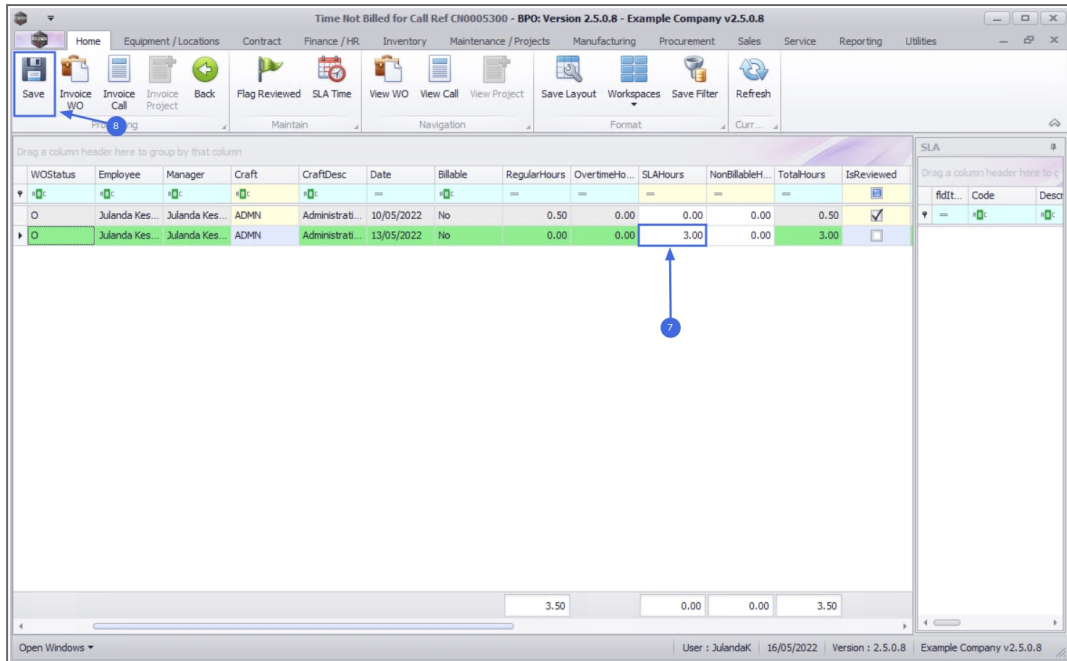 Time Not Billed for Call Ref CN0005300 - BPO: Version 2.5.0.8 - Example Company v2.5.0.8
Home Equipment / Locations Contract Finance / HR Inventory Maintenance / Projects Manufacturing Procurement Sales Service Reporting Utilities
Save Invoice WO Invoice Call Invoice Project Back Flag Reviewed SLA Time View WO View Call View Project Save Layout Workspaces Save Filter Refresh
8 Maintain Navigation Format Curr...
Drag a column header here to group by that column
SLA
Drag a column header here to g
WOStatus Employee Manager Craft CraftDesc Date Billable RegularHours OvertimeHo... SLAHours NonBillableH... TotalHours IsReviewed
fldIt... Code Descr
O Julanda Kes... Julanda Kes... ADMN Administrati... 10/05/2022 No 0.50 0.00 0.00 0.00 0.50
O Julanda Kes... Julanda Kes... ADMN Administrati... 13/05/2022 No 0.00 0.00 3.00 0.00 3.00
7
3.50 0.00 0.00 3.50
Open Windows User : JulandaK 16/05/2022 Version : 2.5.0.8 Example Company v2.5.0.8